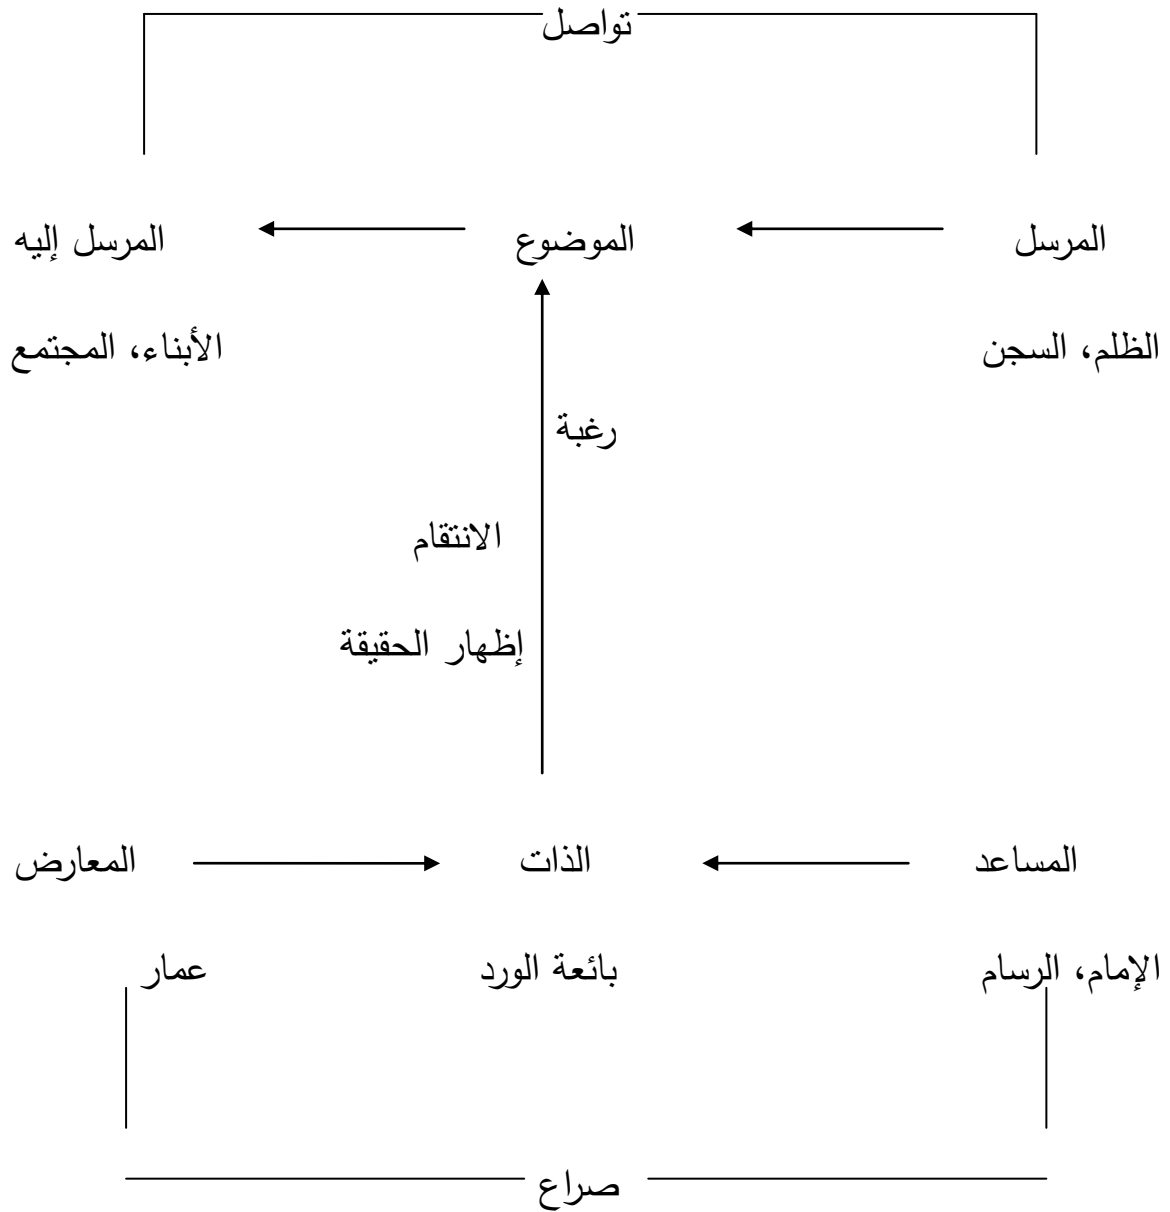 تواصل
المرسل الموضوع المرسل إليه
الظلم، السجن الأبناء، المجتمع
رغبة
الانتقام
إظهار الحقيقة
المساعد الذات المعارض
الإمام، الرسام بائعة الورد عمار
صراع